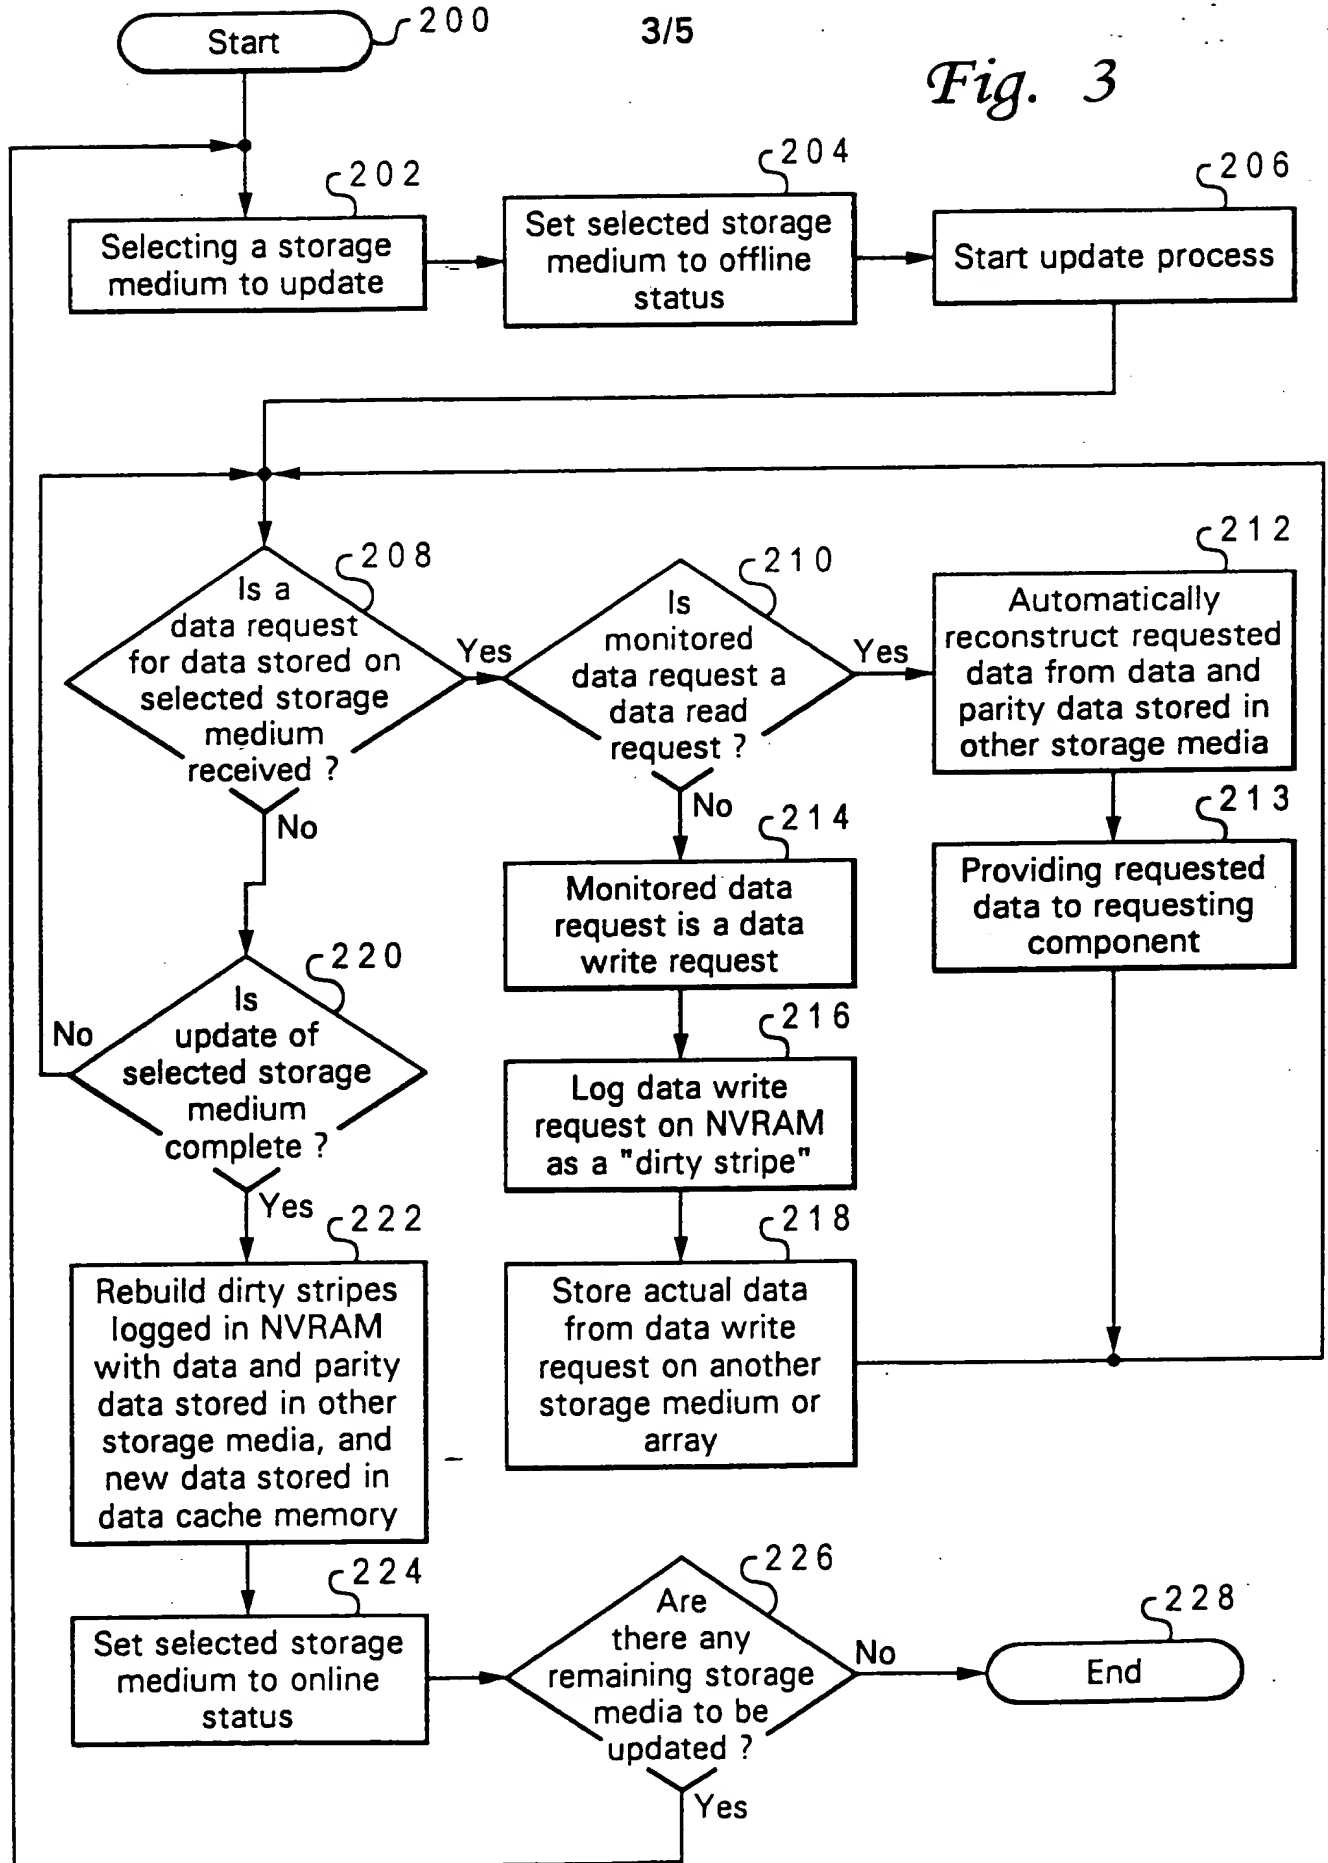 3/5
Fig. 3
Start
200
202
Selecting a storage
medium to update
204
Set selected storage
medium to offline
status
206
Start update process
208
Is a
data request
for data stored on
selected storage
medium
received ?
Yes
No
210
Is
monitored
data request a
data read
request ?
Yes
No
212
Automatically
reconstruct requested
data from data and
parity data stored in
other storage media
213
Providing requested
data to requesting
component
214
Monitored data
request is a data
write request
216
Log data write
request on NVRAM
as a "dirty stripe"
218
Store actual data
from data write
request on another
storage medium or
array
220
Is
update of
selected storage
medium
complete ?
No
Yes
222
Rebuild dirty stripes
logged in NVRAM
with data and parity
data stored in other
storage media, and
new data stored in
data cache memory
224
Set selected storage
medium to online
status
226
Are
there any
remaining storage
media to be
updated ?
No
Yes
228
End